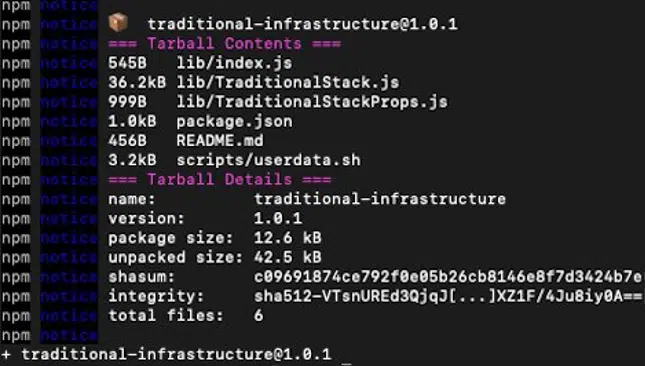 npm notice
npm notice 📦 traditional-infrastructure@1.0.1
npm notice === Tarball Contents ===
npm notice 545B lib/index.js
npm notice 36.2kB lib/TraditionalStack.js
npm notice 999B lib/TraditionalStackProps.js
npm notice 1.0kB package.json
npm notice 456B README.md
npm notice 3.2kB scripts/userdata.sh
npm notice === Tarball Details ===
npm notice name: traditional-infrastructure
npm notice version: 1.0.1
npm notice package size: 12.6 kB
npm notice unpacked size: 42.5 kB
npm notice shasum: c09691874ce792f0e05b26cb8146e8f7d3424b7e
npm notice integrity: sha512-VTsnUREd3QjqJ[...]XZ1F/4Ju8iy0A==
npm notice total files: 6
npm notice
+ traditional-infrastructure@1.0.1 _